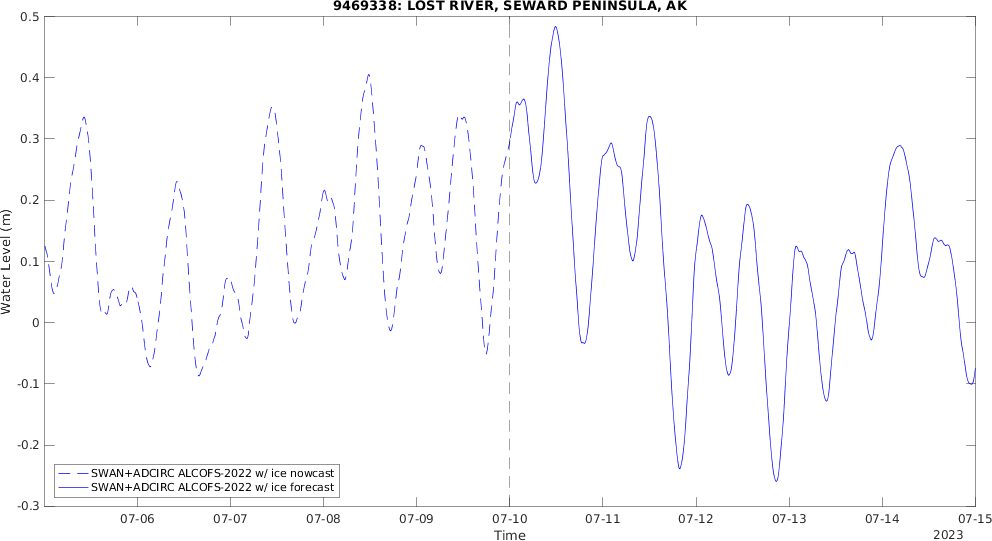 9469338: LOST RIVER, SEWARD PENINSULA, AK
0.5
0.4
0.3
0.2
0.1
0
-0.1
-0.2
-0.3
Water Level (m)
SWAN+ADCIRC ALCOFS-2022 w/ ice nowcast
SWAN+ADCIRC ALCOFS-2022 w/ ice forecast
07-06 07-07 07-08 07-09 07-10 07-11 07-12 07-13 07-14 07-15
Time
2023